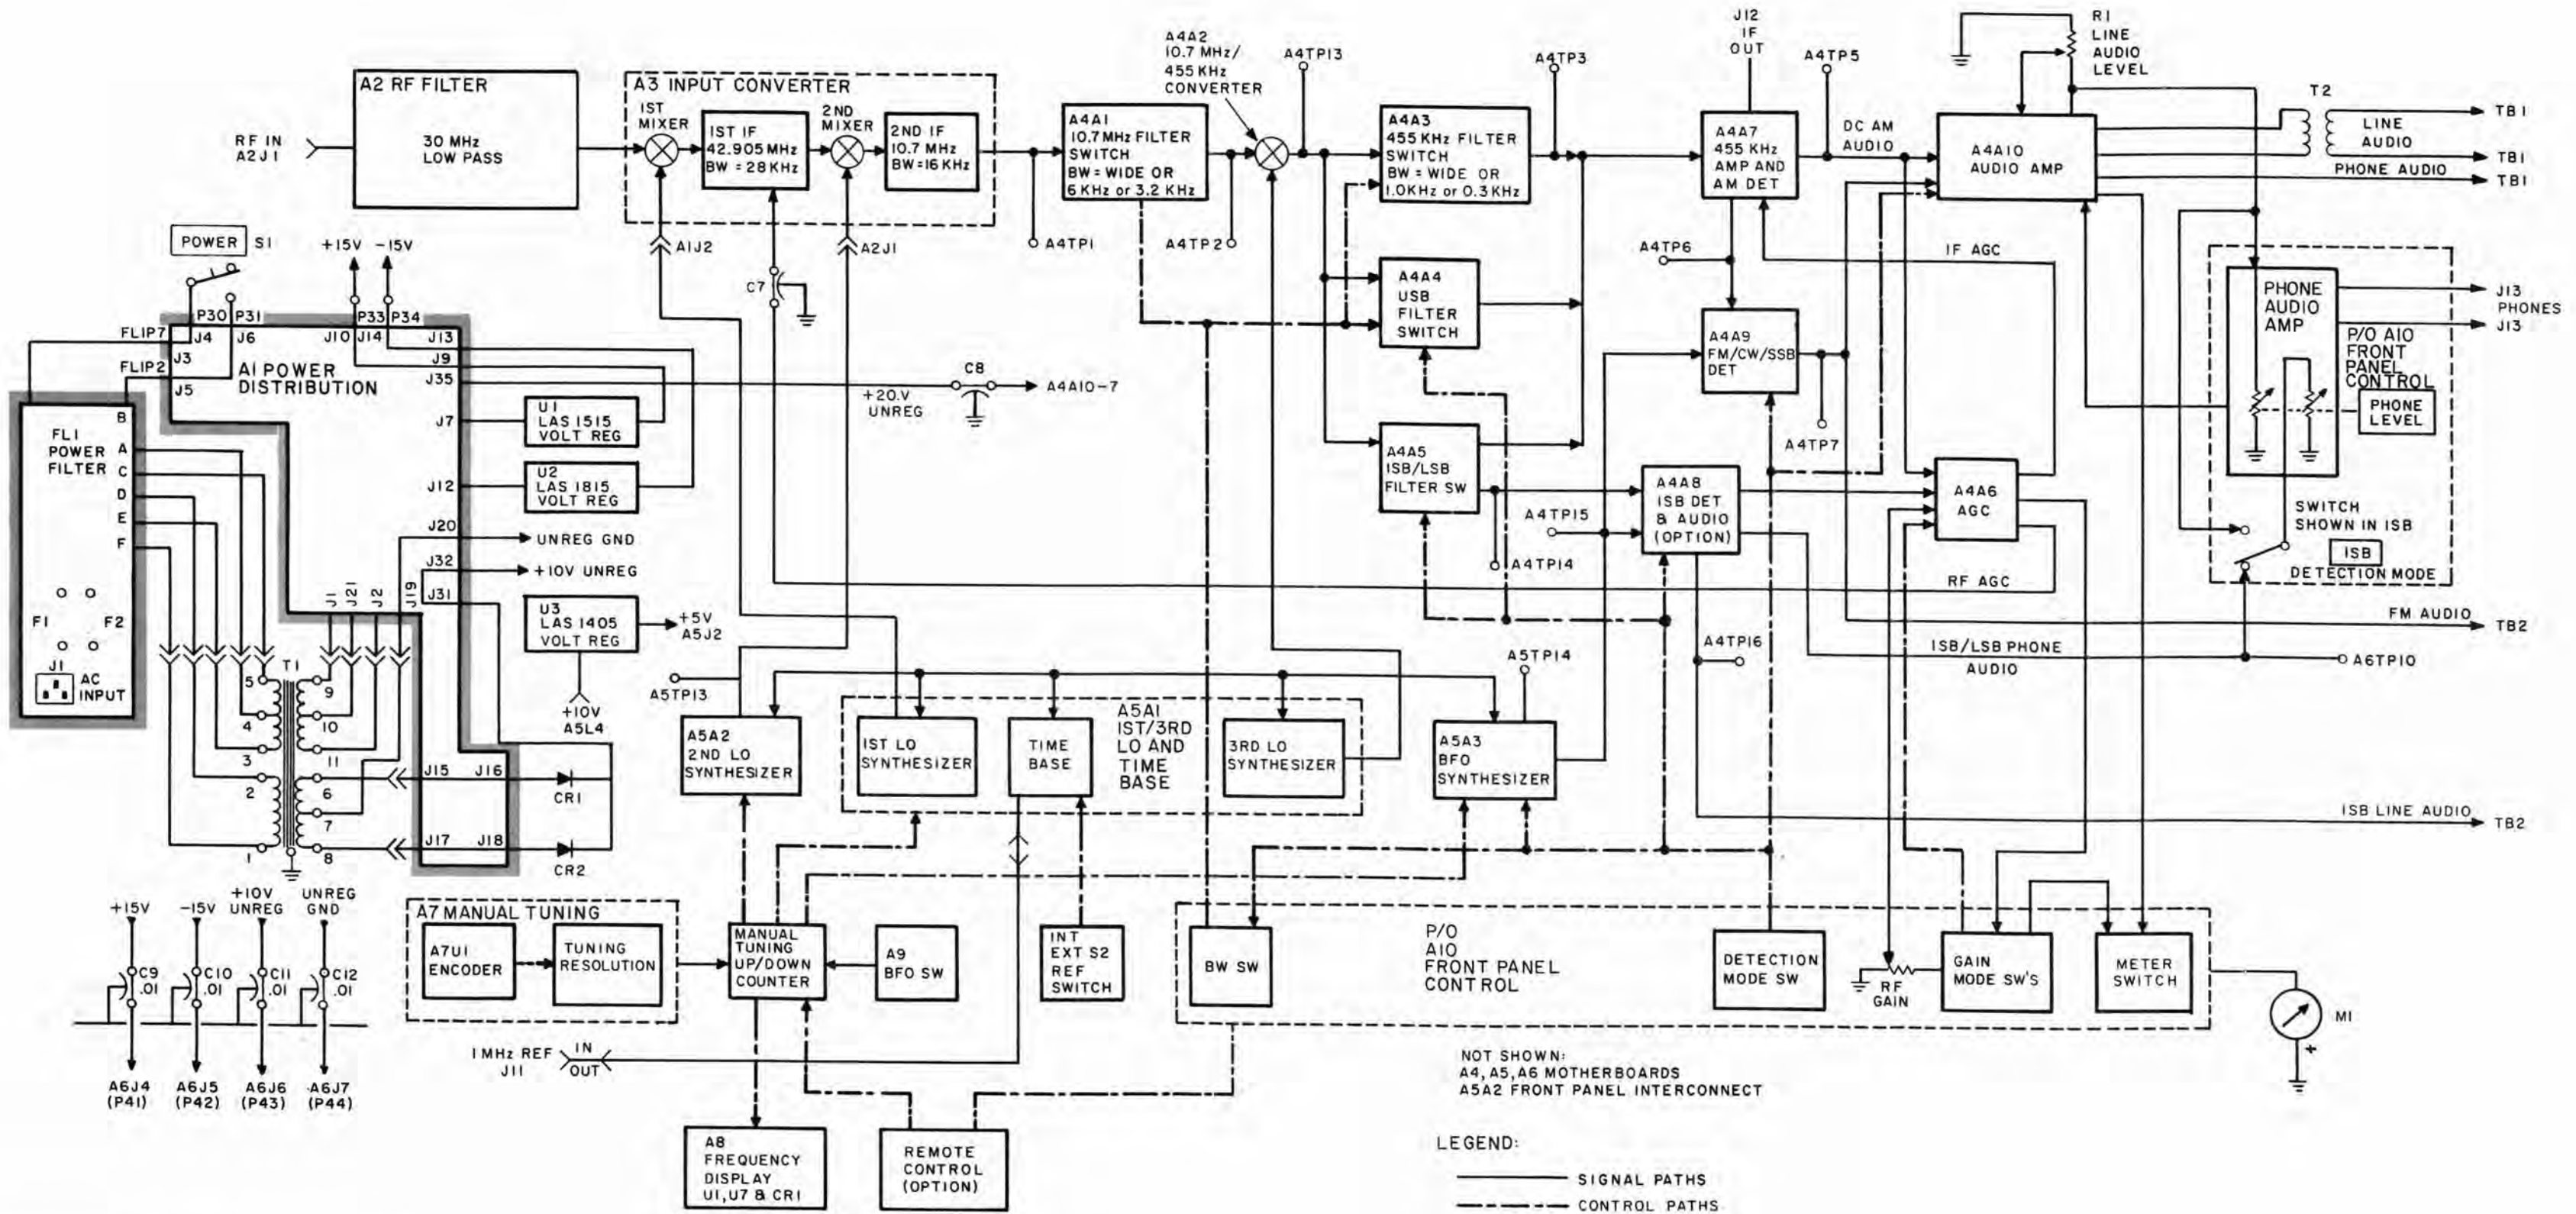 A2 RF FILTER
30 MHz
LOW PASS
RF IN
A2J1
A3 INPUT CONVERTER
1ST
MIXER
1ST IF
42.905 MHz
BW = 28 KHz
2ND
MIXER
2ND IF
10.7 MHz
BW=16 KHz
A4A1
10.7 MHz FILTER
SWITCH
BW = WIDE OR
6 KHz or 3.2 KHz
A4A2
10.7 MHz/
455 KHz
CONVERTER
A4TP13
A4A3
455 KHz FILTER
SWITCH
BW = WIDE OR
1.0KHz or 0.3 KHz
A4TP3
J12
IF
OUT
A4A7
455 KHz
AMP AND
AM DET
A4TP5
DC AM
AUDIO
A4A10
AUDIO AMP
R1
LINE
AUDIO
LEVEL
T2
TB1
LINE
AUDIO
TB1
PHONE AUDIO
TB1
A1J2
C7
A2J1
A4TP1
A4TP2
A4TP6
IF AGC
A4A4
USB
FILTER
SWITCH
A4A9
FM/CW/SSB
DET
A4TP7
PHONE
AUDIO
AMP
J13
PHONES
J13
P/O A10
FRONT
PANEL
CONTROL
PHONE
LEVEL
SWITCH
SHOWN IN ISB
ISB
DETECTION MODE
POWER S1
+15V -15V
P30 P31
P33 P34
FL1P7
J4 J6
J10 J14 J13
J3
J9
FL1P2
J5
A1 POWER
DISTRIBUTION
J35
C8
+20.V
UNREG
A4A10-7
J7
U1
LAS 1515
VOLT REG
J12
U2
LAS 1815
VOLT REG
J20
UNREG GND
J32
+10V UNREG
J31
U3
LAS 1405
VOLT REG
+5V
A5J2
+10V
A5L4
FL1
POWER
FILTER
B
A
C
D
E
F
F1 F2
J1
AC
INPUT
J1
J21
J2
J19
T1
5
4
3
2
1
9
10
11
6
7
8
J15 J16
CR1
J17 J18
CR2
A4A5
ISB/LSB
FILTER SW
A4TP15
A4TP14
A4A8
ISB DET
& AUDIO
(OPTION)
A4A6
AGC
RF AGC
FM AUDIO
TB2
ISB/LSB PHONE
AUDIO
A6TP10
A4TP16
A5TP13
A5TP14
A5A2
2ND LO
SYNTHESIZER
A5A1
1ST/3RD
LO AND
TIME
BASE
1ST LO
SYNTHESIZER
TIME
BASE
3RD LO
SYNTHESIZER
A5A3
BFO
SYNTHESIZER
ISB LINE AUDIO
TB2
+15V
-15V
+10V
UNREG
UNREG
GND
C9
.01
C10
.01
C11
.01
C12
.01
A6J4
(P41)
A6J5
(P42)
A6J6
(P43)
A6J7
(P44)
A7 MANUAL TUNING
A7U1
ENCODER
TUNING
RESOLUTION
MANUAL
TUNING
UP/DOWN
COUNTER
A9
BFO SW
INT
EXT S2
REF
SWITCH
BW SW
P/O
A10
FRONT PANEL
CONTROL
DETECTION
MODE SW
RF
GAIN
GAIN
MODE SW'S
METER
SWITCH
M1
+
1 MHz REF
J11
IN
OUT
A8
FREQUENCY
DISPLAY
U1,U7 & CR1
REMOTE
CONTROL
(OPTION)
NOT SHOWN:
A4,A5,A6 MOTHERBOARDS
A5A2 FRONT PANEL INTERCONNECT
LEGEND:
SIGNAL PATHS
CONTROL PATHS